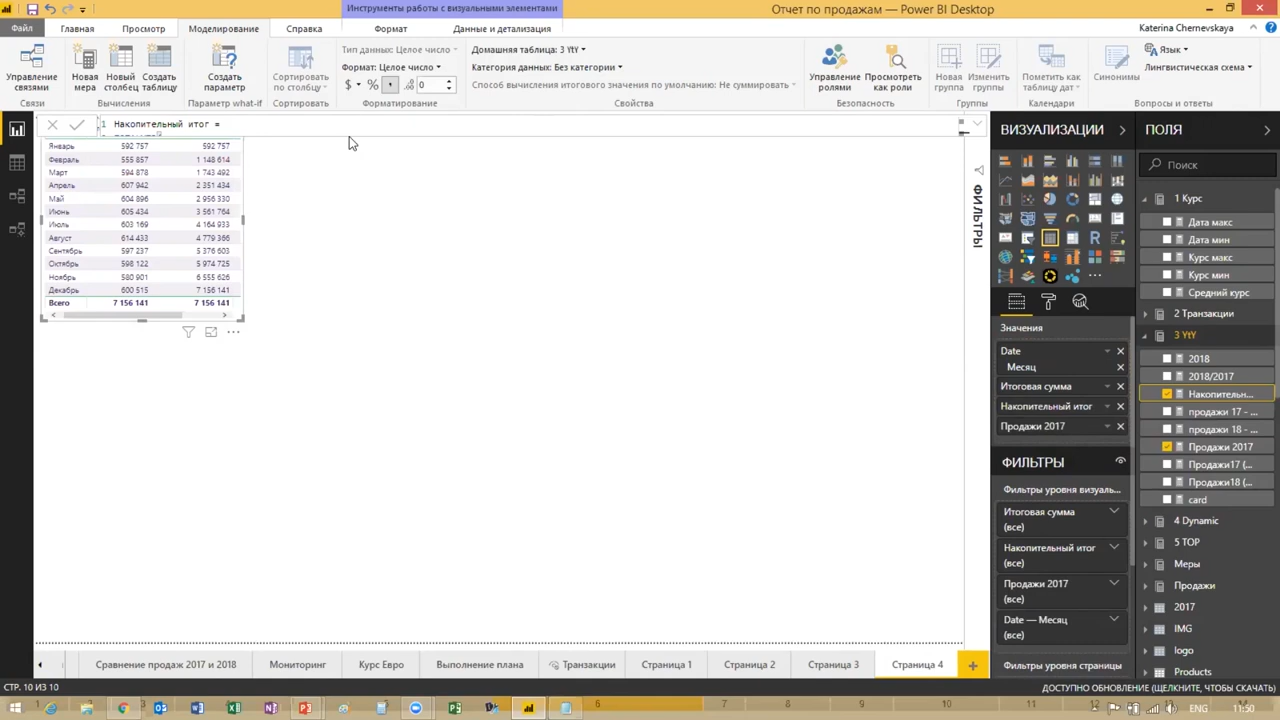 Инструменты работы с визуальными элементами
Отчет по продажам — Power BI Desktop
Файл
Главная
Просмотр
Моделирование
Справка
Формат
Данные и детализация
Katerina Chernevskaya
Управление связями
Связи
Новая мера
Новый столбец
Создать таблицу
Вычисления
Создать параметр
Параметр what-if
Сортировать по столбцу
Сортировать
Тип данных: Целое число
Формат: Целое число
$ % 0
Форматирование
Домашняя таблица: 3 YtY
Категория данных: Без категории
Способ вычисления итогового значения по умолчанию: Не суммировать
Свойства
Управление ролями
Просмотреть как роли
Безопасность
Новая группа
Изменить группы
Группы
Пометить как таблицу дат
Календари
Синонимы
Язык
Лингвистическая схема
Вопросы и ответы
1 Накопительный итог =
Январь 592 757 592 757
Февраль 555 857 1 148 614
Март 594 878 1 743 492
Апрель 607 942 2 351 434
Май 604 896 2 956 330
Июнь 605 434 3 561 764
Июль 603 169 4 164 933
Август 614 433 4 779 366
Сентябрь 597 237 5 376 603
Октябрь 598 122 5 974 725
Ноябрь 580 901 6 555 626
Декабрь 600 515 7 156 141
Всего 7 156 141 7 156 141
ФИЛЬТРЫ
ВИЗУАЛИЗАЦИИ
R
Значения
Date
Месяц
Итоговая сумма
Накопительный итог
Продажи 2017
ФИЛЬТРЫ
Фильтры уровня визуаль...
Итоговая сумма
(все)
Накопительный итог
(все)
Продажи 2017
(все)
Date — Месяц
(все)
Фильтры уровня страницы
ПОЛЯ
Поиск
1 Курс
Дата макс
Дата мин
Курс макс
Курс мин
Средний курс
2 Транзакции
3 YtY
2018
2018/2017
Накопительн...
продажи 17 - ...
продажи 18 - ...
Продажи 2017
Продажи17 (...
Продажи18 (...
card
4 Dynamic
5 TOP
Меры
Продажи
2017
IMG
logo
Products
Сравнение продаж 2017 и 2018
Мониторинг
Курс Евро
Выполнение плана
Транзакции
Страница 1
Страница 2
Страница 3
Страница 4
СТР. 10 ИЗ 10
ДОСТУПНО ОБНОВЛЕНИЕ (ЩЕЛКНИТЕ, ЧТОБЫ СКАЧАТЬ)
ENG
11:50